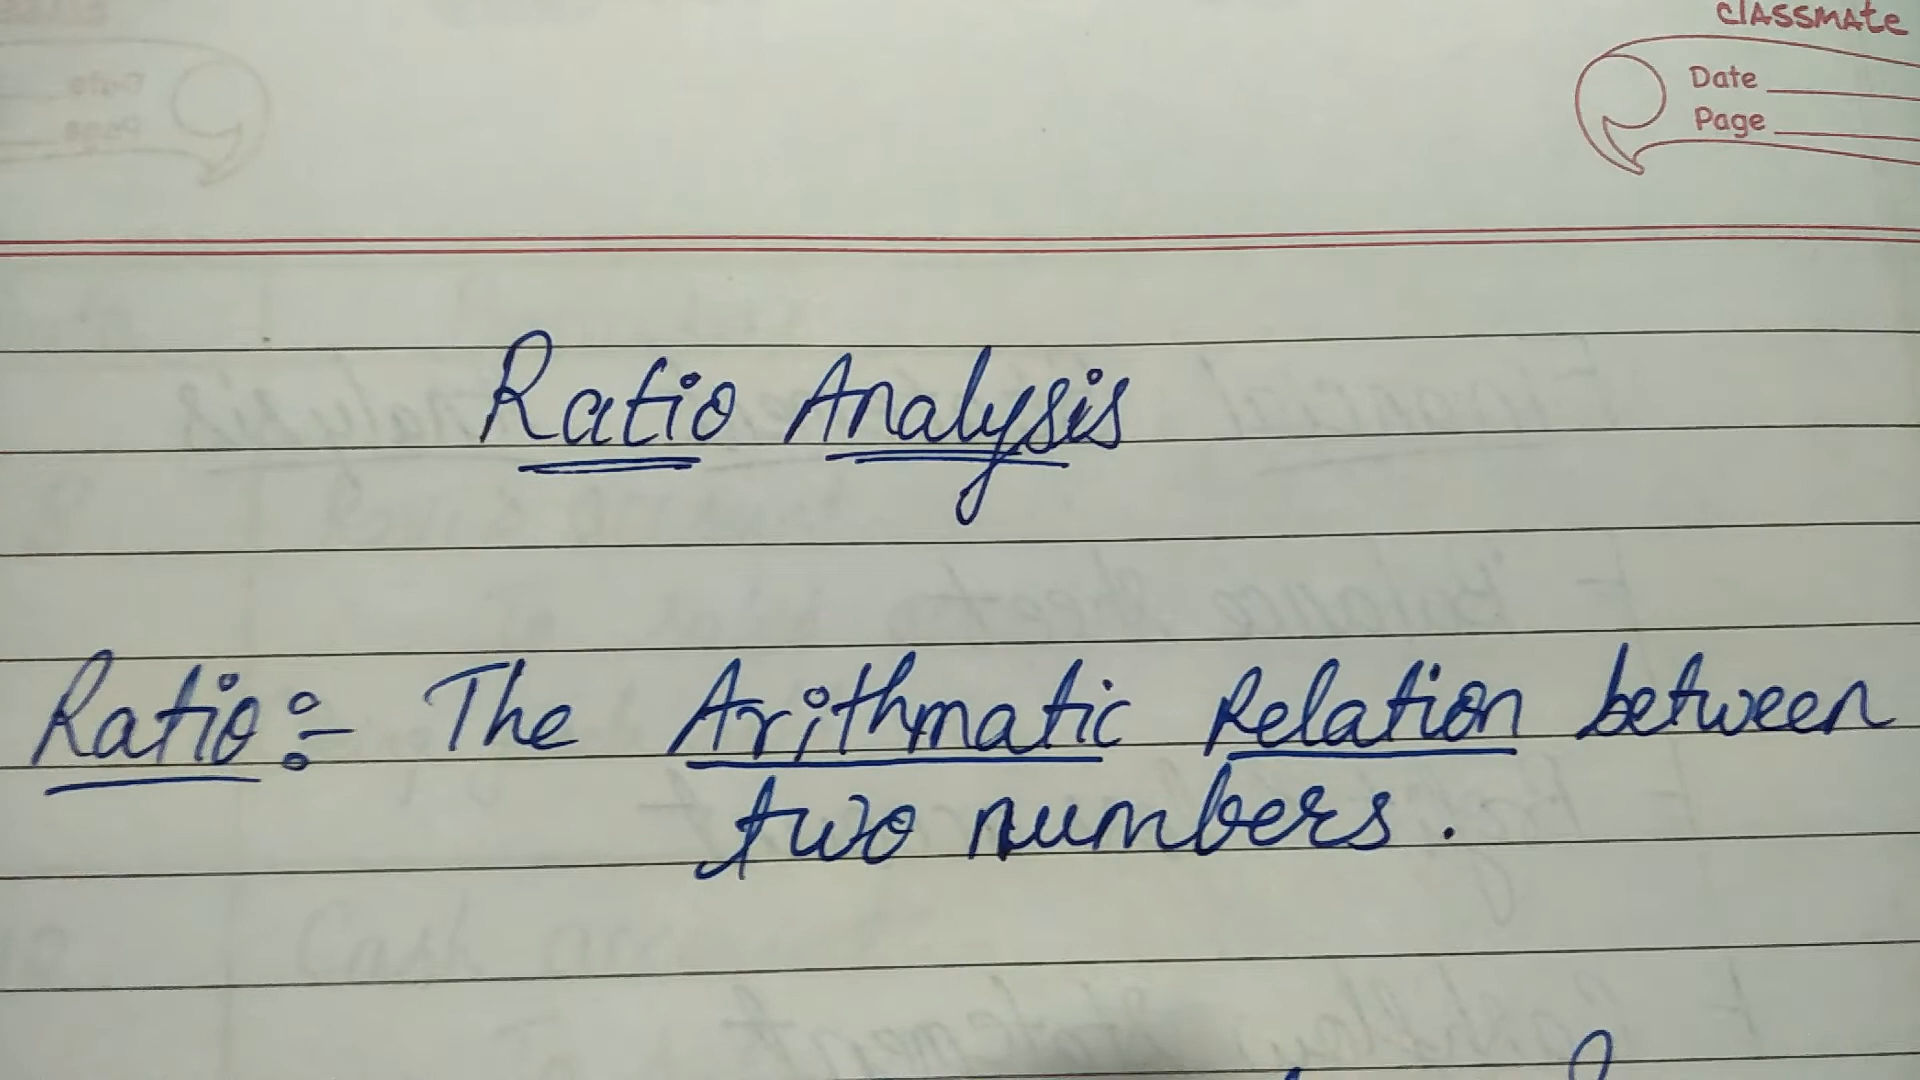 classmate
Date
Page
Ratio Analysis
Ratio :- The Arithmatic Relation between
two numbers.